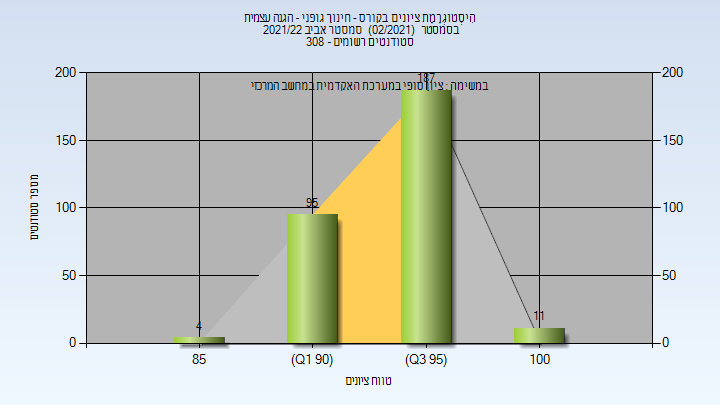 היסטוגרמת ציונים בקורס - חינוך גופני - הגנה עצמית
בסמסטר (02/2021) סמסטר אביב 2021/22
סטודנטים רשומים - 308
במשימה : ציון סופי במערכת האקדמית במחשב המרכזי
200
150
100
50
0
200
150
100
50
0
מספר סטודנטים
4
95
187
11
85
(Q1 90)
(Q3 95)
100
טווח ציונים